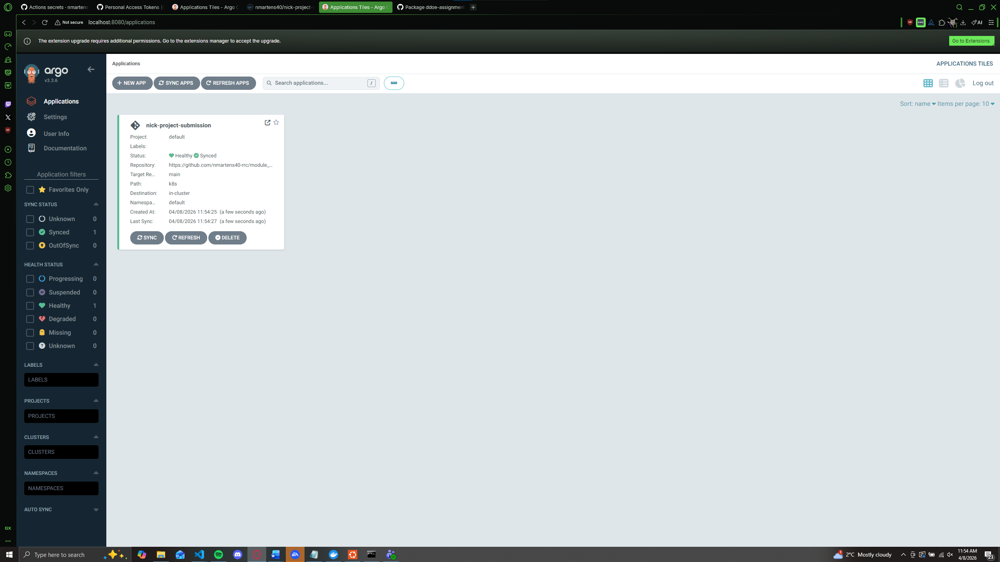 Actions secrets · nmartens
Personal Access Tokens (
Applications Tiles - Argo C
nmartens40/nick-project-s
Applications Tiles - Argo C
Package ddoe-assignment
Not secure
localhost:8080/applications
AI
The extension upgrade requires additional permissions. Go to the extensions manager to accept the upgrade.
Go to Extensions
argo
v3.3.6
Applications
Settings
User Info
Documentation
Application filters
Favorites Only
SYNC STATUS
Unknown 0
Synced 1
OutOfSync 0
HEALTH STATUS
Progressing 0
Suspended 0
Healthy 1
Degraded 0
Missing 0
Unknown 0
LABELS
LABELS
PROJECTS
PROJECTS
CLUSTERS
CLUSTERS
NAMESPACES
NAMESPACES
AUTO SYNC
Applications
APPLICATIONS TILES
NEW APP
SYNC APPS
REFRESH APPS
Search applications...
/
Log out
Sort: name
Items per page: 10
nick-project-submission
Project: default
Labels:
Status: Healthy Synced
Repository: https://github.com/nmartens40-rrc/module_...
Target Re... main
Path: k8s
Destination: in-cluster
Namespa... default
Created At: 04/08/2026 11:54:25 (a few seconds ago)
Last Sync: 04/08/2026 11:54:27 (a few seconds ago)
SYNC
REFRESH
DELETE
GX
Type here to search
EA
3
2°C Mostly cloudy
11:54 AM
4/8/2026
23